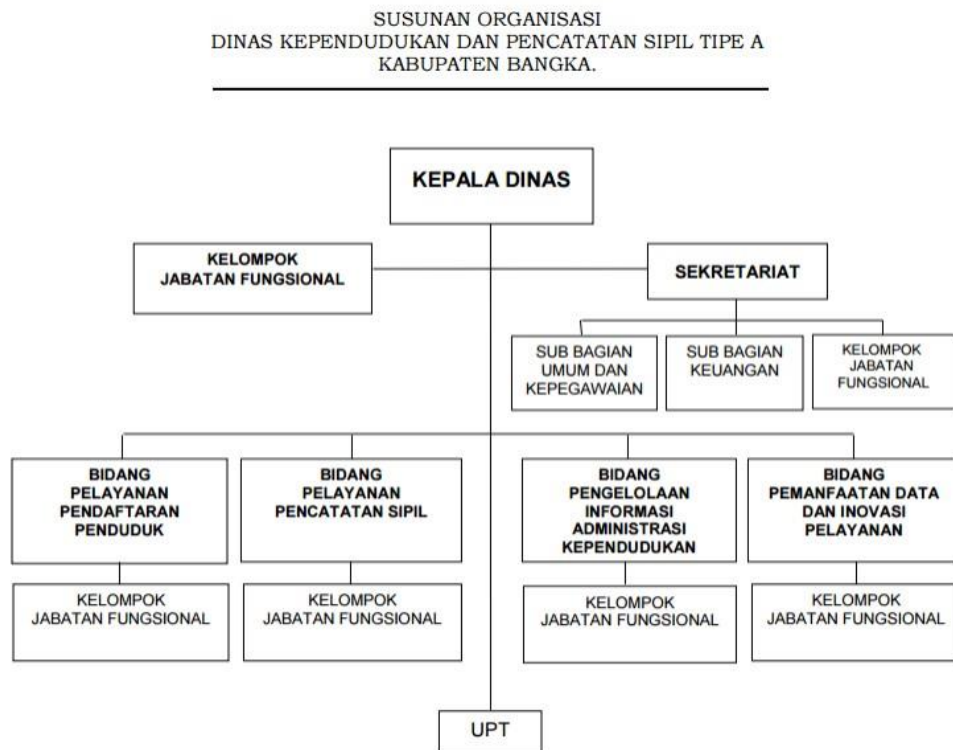 SUSUNAN ORGANISASI
DINAS KEPENDUDUKAN DAN PENCATATAN SIPIL TIPE A
KABUPATEN BANGKA.
KEPALA DINAS
KELOMPOK
JABATAN FUNGSIONAL
SEKRETARIAT
SUB BAGIAN
UMUM DAN
KEPEGAWAIAN
SUB BAGIAN
KEUANGAN
KELOMPOK
JABATAN
FUNGSIONAL
BIDANG
PELAYANAN
PENDAFTARAN
PENDUDUK
BIDANG
PELAYANAN
PENCATATAN SIPIL
BIDANG
PENGELOLAAN
INFORMASI
ADMINISTRASI
KEPENDUDUKAN
BIDANG
PEMANFAATAN DATA
DAN INOVASI
PELAYANAN
KELOMPOK
JABATAN FUNGSIONAL
KELOMPOK
JABATAN FUNGSIONAL
KELOMPOK
JABATAN FUNGSIONAL
KELOMPOK
JABATAN FUNGSIONAL
UPT